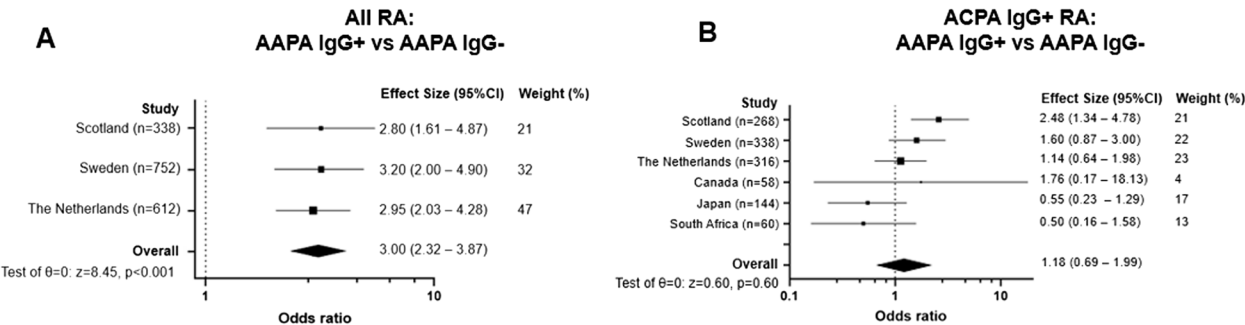 A
All RA:
AAPA IgG+ vs AAPA IgG-
Effect Size (95%CI) Weight (%)
Study
Scotland (n=338) 2.80 (1.61 – 4.87) 21
Sweden (n=752) 3.20 (2.00 – 4.90) 32
The Netherlands (n=612) 2.95 (2.03 – 4.28) 47
Overall 3.00 (2.32 – 3.87)
Test of θ=0: z=8.45, p<0.001
1 10
Odds ratio
B
ACPA IgG+ RA:
AAPA IgG+ vs AAPA IgG-
Effect Size (95%CI) Weight (%)
Study
Scotland (n=268) 2.48 (1.34 – 4.78) 21
Sweden (n=338) 1.60 (0.87 – 3.00) 22
The Netherlands (n=316) 1.14 (0.64 – 1.98) 23
Canada (n=58) 1.76 (0.17 – 18.13) 4
Japan (n=144) 0.55 (0.23 – 1.29) 17
South Africa (n=60) 0.50 (0.16 – 1.58) 13
Overall 1.18 (0.69 – 1.99)
Test of θ=0: z=0.60, p=0.60
0.1 1 10
Odds ratio